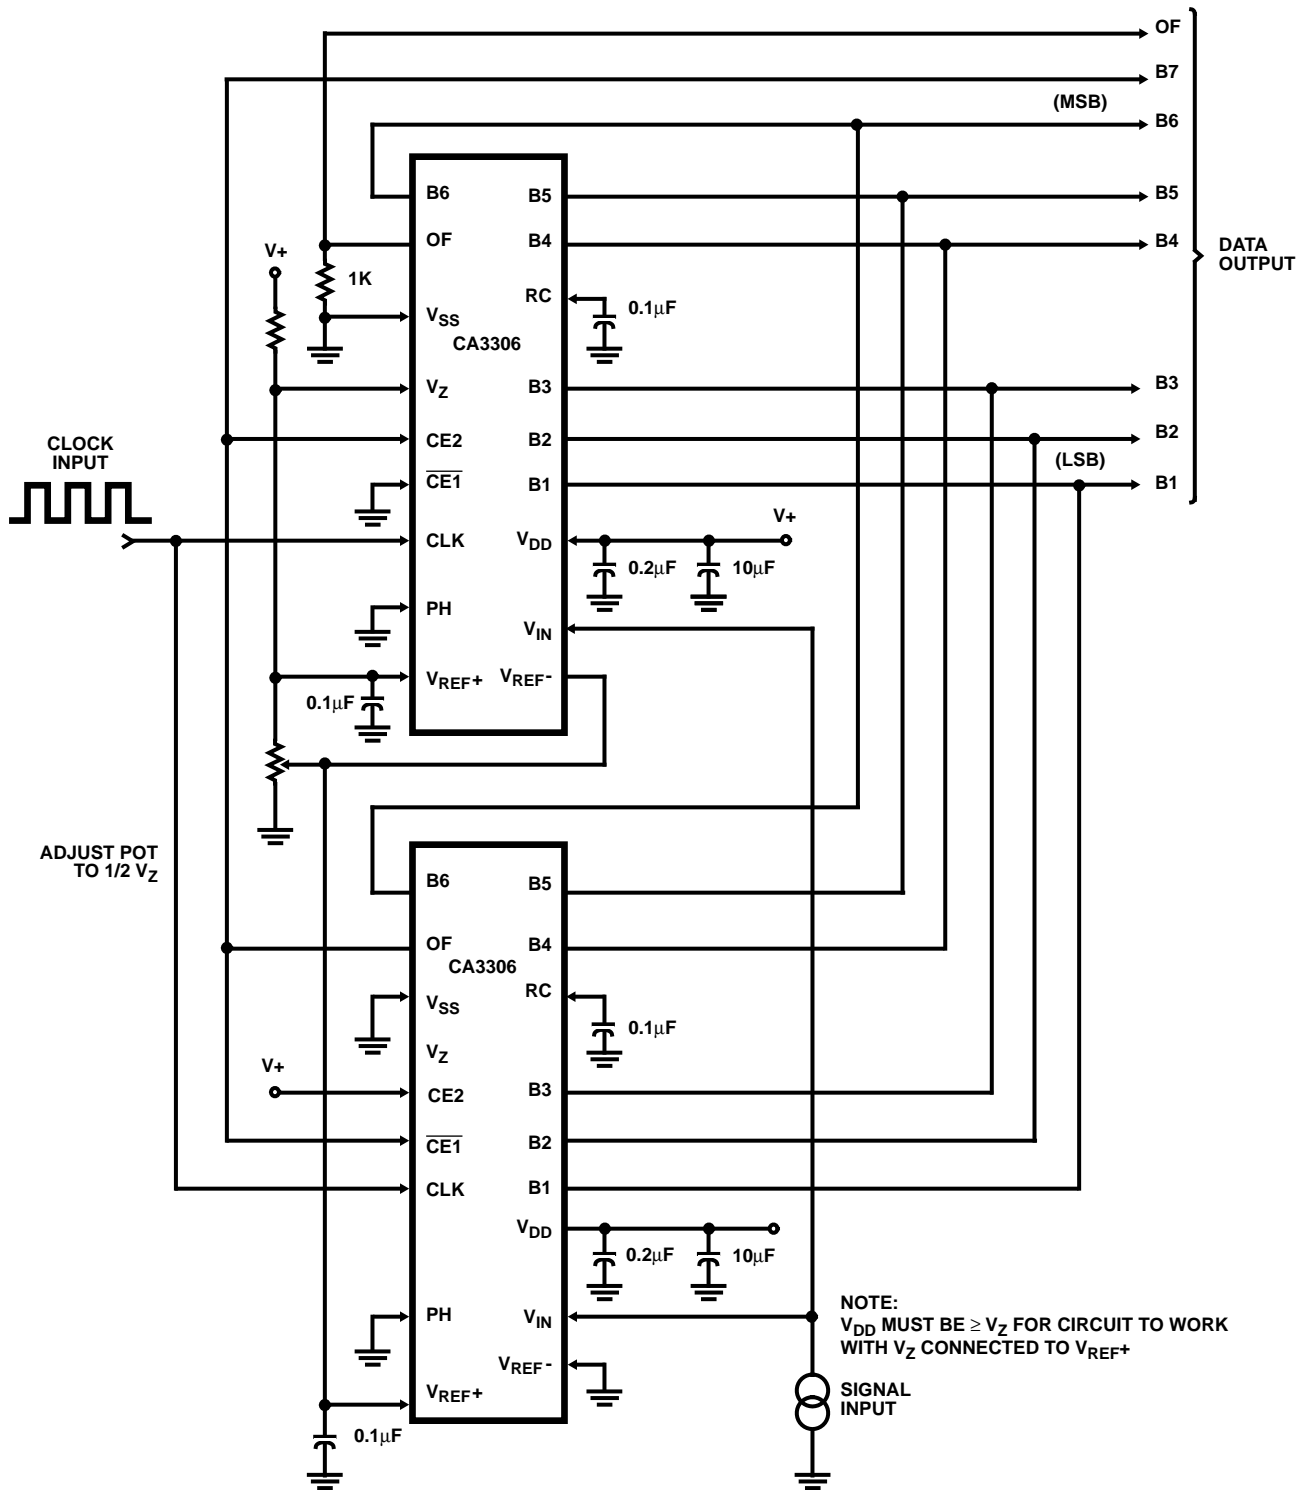 OF
B7
(MSB)
B6
B6
B5
B5
OF
B4
B4
DATA
OUTPUT
V+
1K
RC
0.1µF
VSS
CA3306
VZ
B3
B3
CLOCK
INPUT
CE2
B2
B2
(LSB)
CE1
B1
B1
V+
CLK
VDD
0.2µF
10µF
PH
VIN
VREF+
VREF-
0.1µF
ADJUST POT
TO 1/2 VZ
B6
B5
OF
B4
CA3306
RC
VSS
0.1µF
VZ
V+
CE2
B3
CE1
B2
CLK
B1
VDD
0.2µF
10µF
PH
VIN
NOTE:
VDD MUST BE ≥ VZ FOR CIRCUIT TO WORK
WITH VZ CONNECTED TO VREF+
VREF-
VREF+
SIGNAL
INPUT
0.1µF